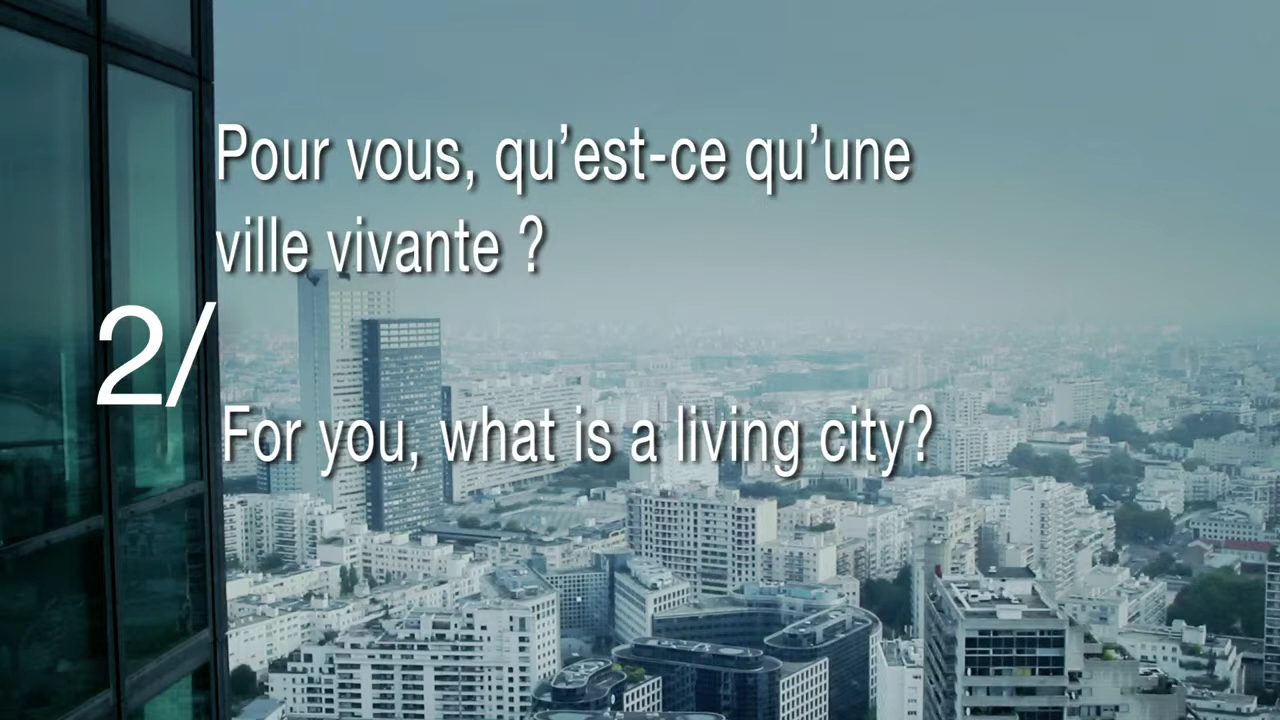 Pour vous, qu’est-ce qu’une
ville vivante ?
2/
For you, what is a living city?